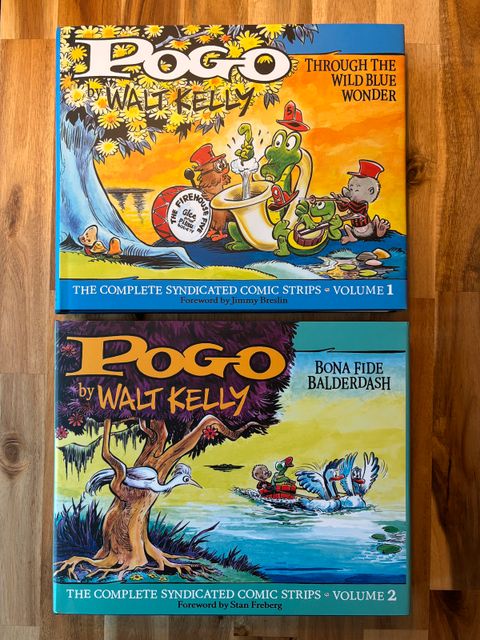 POGO
by WALT KELLY
THROUGH THE
WILD BLUE
WONDER
5
THE FIREHOUSE FIVE
THE COMPLETE SYNDICATED COMIC STRIPS VOLUME 1
Foreword by Jimmy Breslin
POGO
by WALT KELLY
BONA FIDE
BALDERDASH
THE COMPLETE SYNDICATED COMIC STRIPS VOLUME 2
Foreword by Stan Freberg